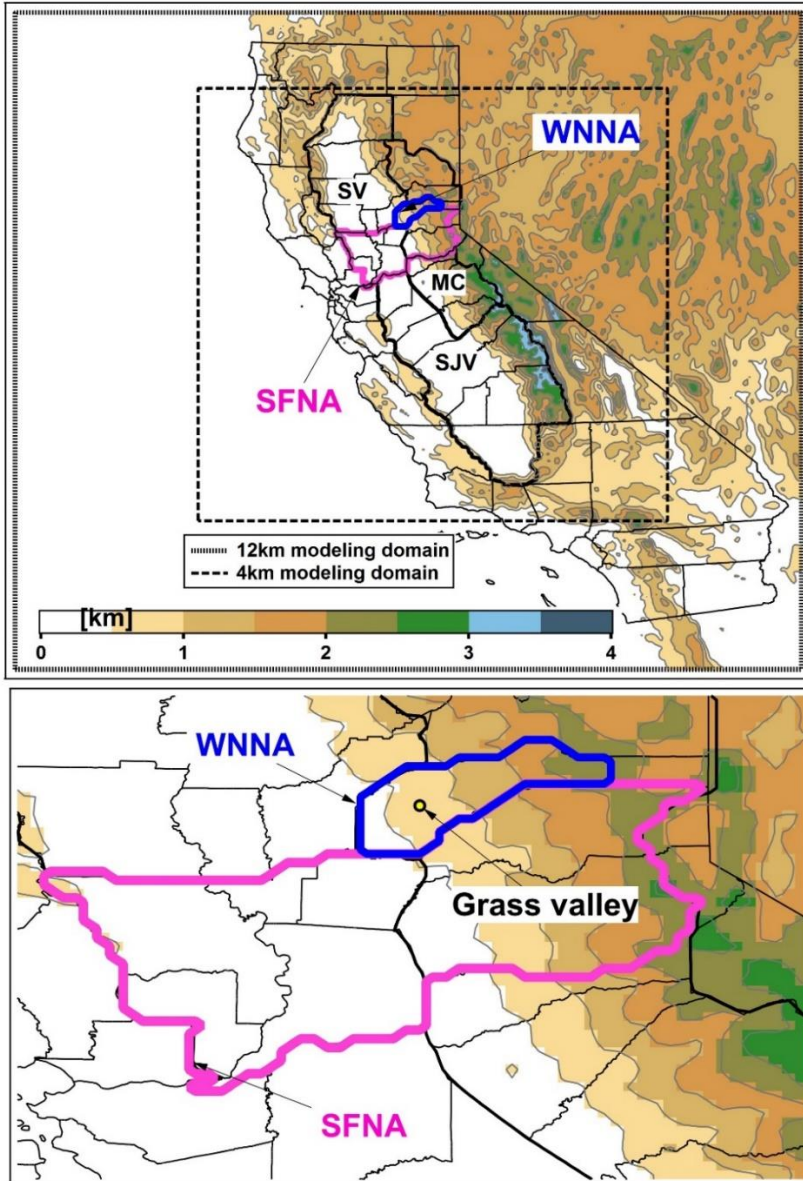 WNNA
SV
MC
SJV
SFNA
12km modeling domain
4km modeling domain
[km]
0 1 2 3 4
WNNA
Grass valley
SFNA